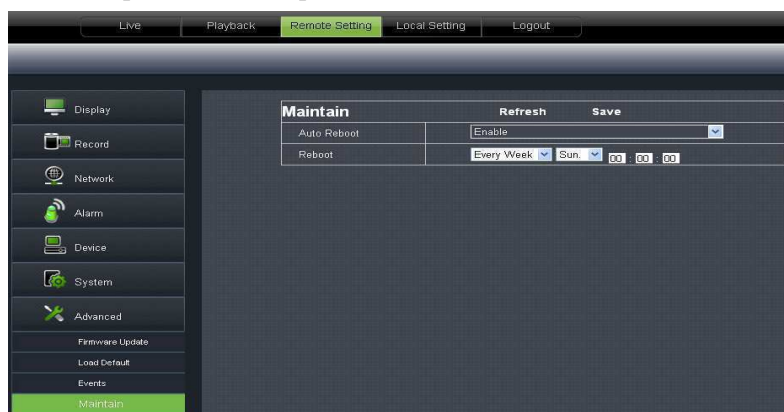 Live Playback Remote Setting Local Setting Logout
Display
Record
Network
Alarm
Device
System
Advanced
Firmware Update
Load Default
Events
Maintain
Maintain Refresh Save
Auto Reboot Enable
Reboot Every Week Sun. 00 : 00 : 00